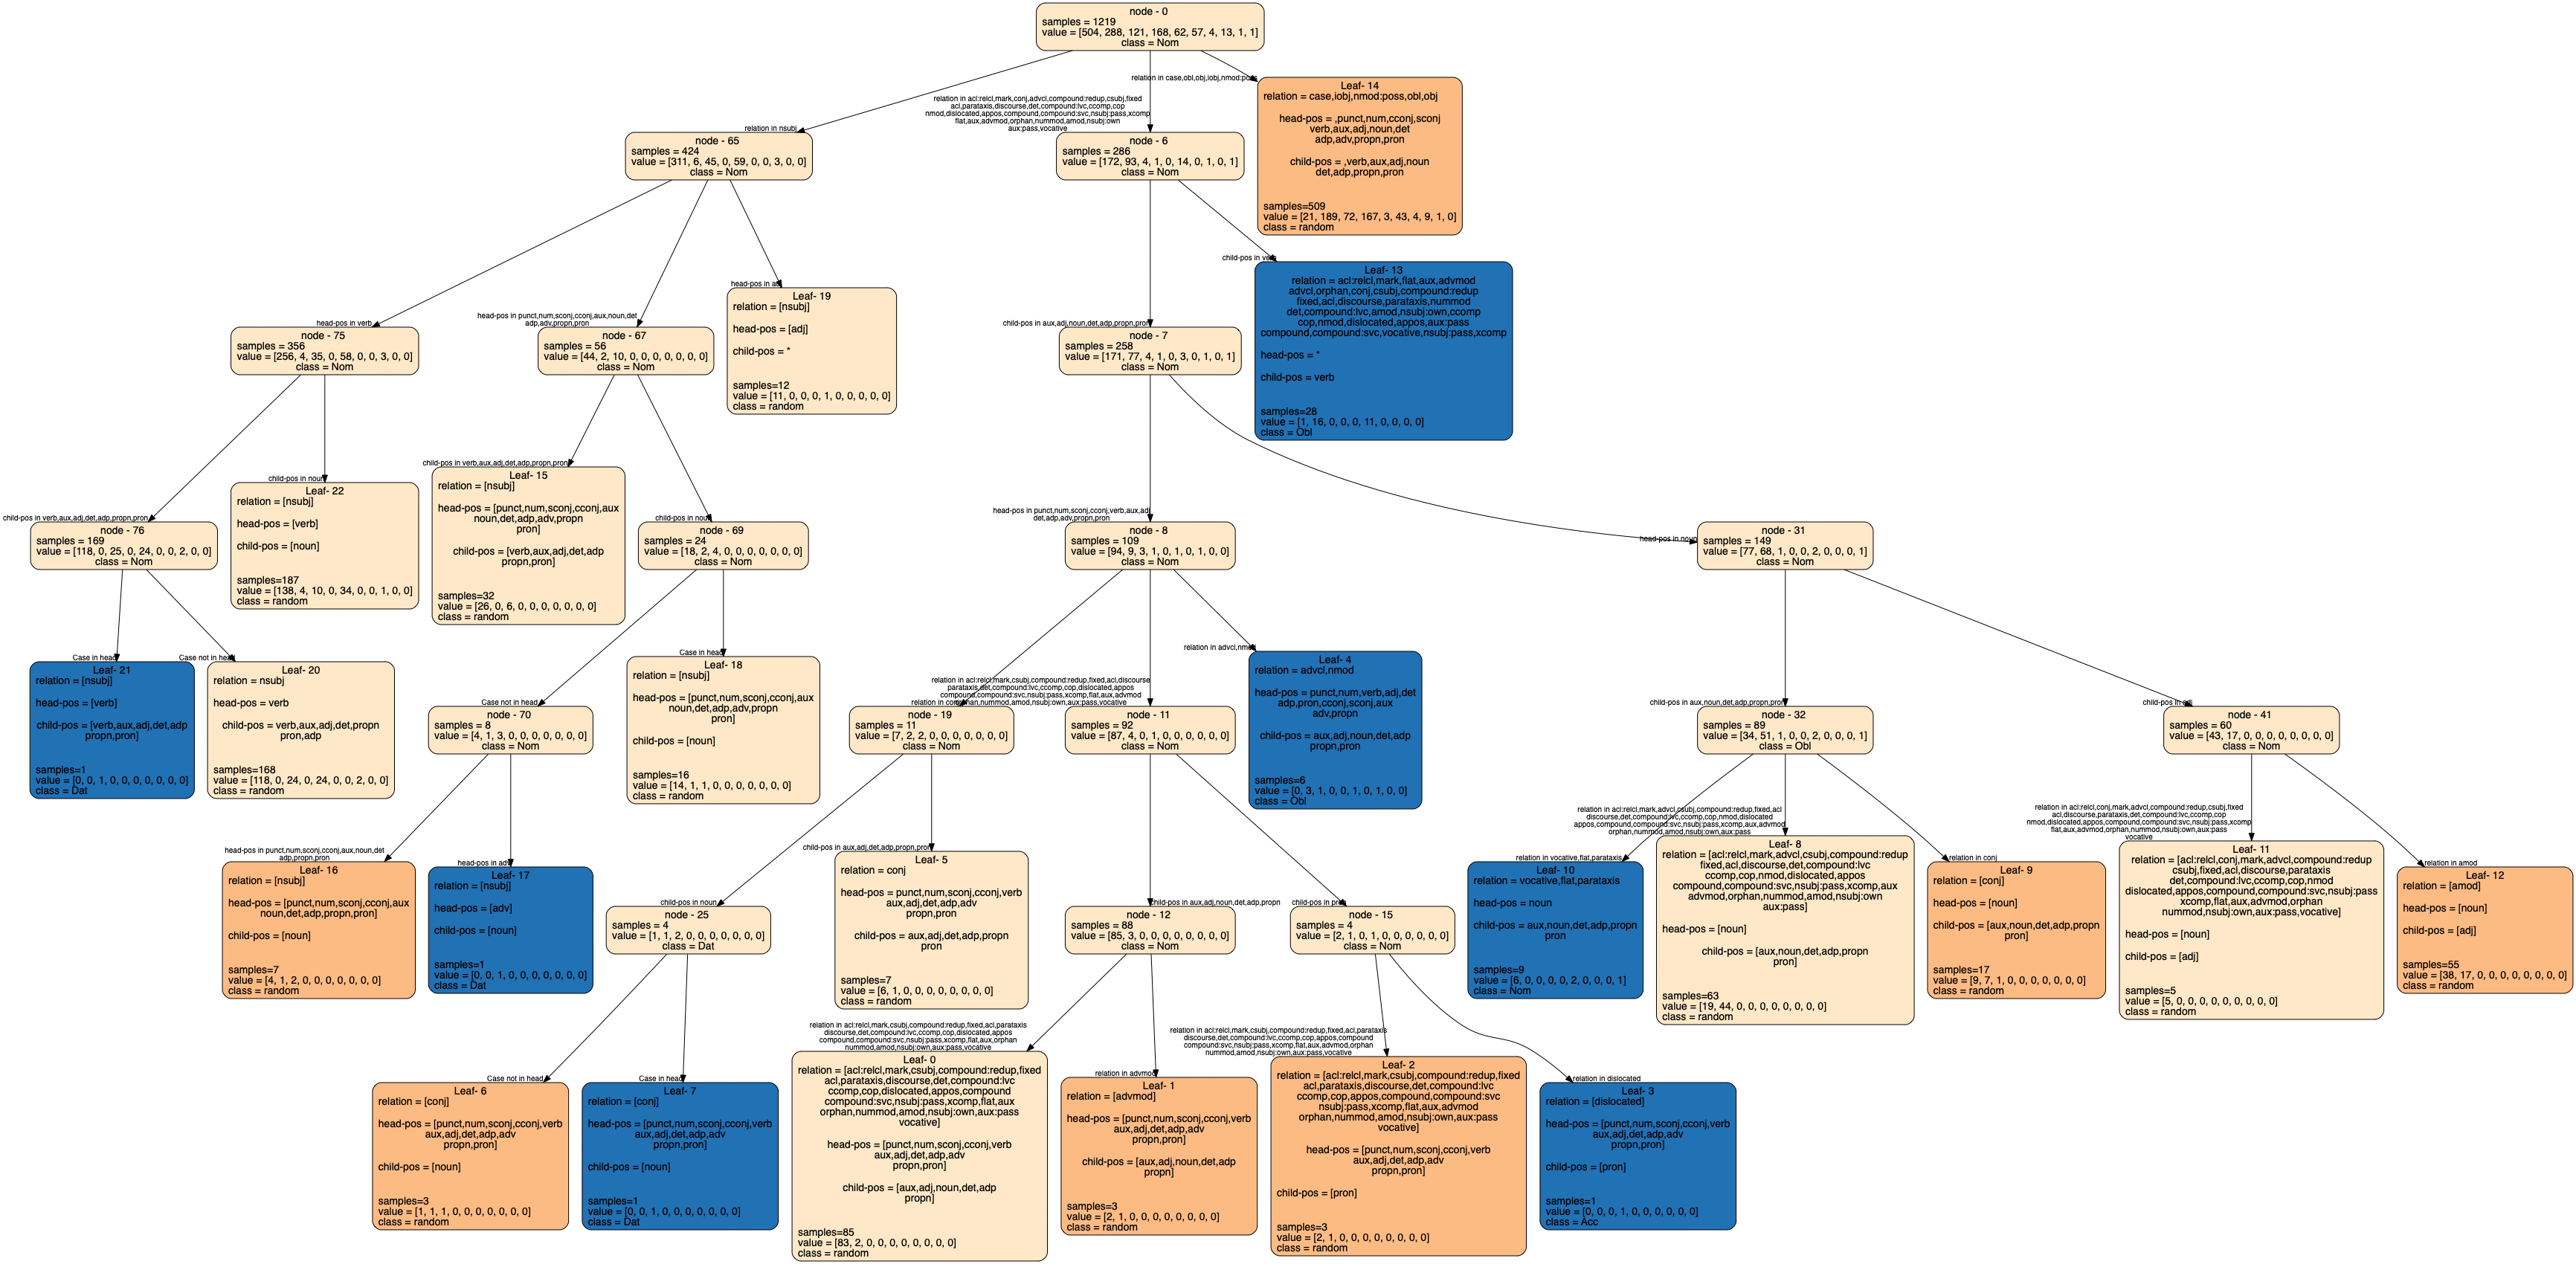 node - 0
samples = 1219
value = [504, 288, 121, 168, 62, 57, 4, 13, 1, 1]
class = Nom
relation in nsubj
node - 65
samples = 424
value = [311, 6, 45, 0, 59, 0, 0, 3, 0, 0]
class = Nom
relation in acl:relcl,mark,conj,advcl,compound:redup,csubj,fixed
acl,parataxis,discourse,det,compound:lvc,ccomp,cop
nmod,dislocated,appos,compound,compound:svc,nsubj:pass,xcomp
flat,aux,advmod,orphan,nummod,amod,nsubj:own
aux:pass,vocative
node - 6
samples = 286
value = [172, 93, 4, 1, 0, 14, 0, 1, 0, 1]
class = Nom
relation in case,obl,obj,iobj,nmod:poss
Leaf- 14
relation = case,iobj,nmod:poss,obl,obj
head-pos = ,punct,num,cconj,sconj
verb,aux,adj,noun,det
adp,adv,propn,pron
child-pos = ,verb,aux,adj,noun
det,adp,propn,pron
samples=509
value = [21, 189, 72, 167, 3, 43, 4, 9, 1, 0]
class = random
head-pos in verb
node - 75
samples = 356
value = [256, 4, 35, 0, 58, 0, 0, 3, 0, 0]
class = Nom
head-pos in punct,num,sconj,cconj,aux,noun,det
adp,adv,propn,pron
node - 67
samples = 56
value = [44, 2, 10, 0, 0, 0, 0, 0, 0, 0]
class = Nom
head-pos in adj
Leaf- 19
relation = [nsubj]
head-pos = [adj]
child-pos = *
samples=12
value = [11, 0, 0, 0, 1, 0, 0, 0, 0, 0]
class = random
child-pos in aux,adj,noun,det,adp,propn,pron
node - 7
samples = 258
value = [171, 77, 4, 1, 0, 3, 0, 1, 0, 1]
class = Nom
child-pos in verb
Leaf- 13
relation = acl:relcl,mark,flat,aux,advmod
advcl,orphan,conj,csubj,compound:redup
fixed,acl,discourse,parataxis,nummod
det,compound:lvc,amod,nsubj:own,ccomp
cop,nmod,dislocated,appos,aux:pass
compound,compound:svc,vocative,nsubj:pass,xcomp
head-pos = *
child-pos = verb
samples=28
value = [1, 16, 0, 0, 0, 11, 0, 0, 0, 0]
class = Obl
child-pos in verb,aux,adj,det,adp,propn,pron
node - 76
samples = 169
value = [118, 0, 25, 0, 24, 0, 0, 2, 0, 0]
class = Nom
child-pos in noun
Leaf- 22
relation = [nsubj]
head-pos = [verb]
child-pos = [noun]
samples=187
value = [138, 4, 10, 0, 34, 0, 0, 1, 0, 0]
class = random
child-pos in verb,aux,adj,det,adp,propn,pron
Leaf- 15
relation = [nsubj]
head-pos = [punct,num,sconj,cconj,aux
noun,det,adp,adv,propn
pron]
child-pos = [verb,aux,adj,det,adp
propn,pron]
samples=32
value = [26, 0, 6, 0, 0, 0, 0, 0, 0, 0]
class = random
child-pos in noun
node - 69
samples = 24
value = [18, 2, 4, 0, 0, 0, 0, 0, 0, 0]
class = Nom
head-pos in punct,num,sconj,cconj,verb,aux,adj
det,adp,adv,propn,pron
node - 8
samples = 109
value = [94, 9, 3, 1, 0, 1, 0, 1, 0, 0]
class = Nom
head-pos in noun
node - 31
samples = 149
value = [77, 68, 1, 0, 0, 2, 0, 0, 0, 1]
class = Nom
Case in head
Leaf- 21
relation = [nsubj]
head-pos = [verb]
child-pos = [verb,aux,adj,det,adp
propn,pron]
samples=1
value = [0, 0, 1, 0, 0, 0, 0, 0, 0, 0]
class = Dat
Case not in head
Leaf- 20
relation = nsubj
head-pos = verb
child-pos = verb,aux,adj,det,propn
pron,adp
samples=168
value = [118, 0, 24, 0, 24, 0, 0, 2, 0, 0]
class = random
Case not in head
node - 70
samples = 8
value = [4, 1, 3, 0, 0, 0, 0, 0, 0, 0]
class = Nom
Case in head
Leaf- 18
relation = [nsubj]
head-pos = [punct,num,sconj,cconj,aux
noun,det,adp,adv,propn
pron]
child-pos = [noun]
samples=16
value = [14, 1, 1, 0, 0, 0, 0, 0, 0, 0]
class = random
relation in
node - 19
samples = 11
value = [7, 2, 2, 0, 0, 0, 0, 0, 0, 0]
class = Nom
relation in acl:relcl,mark,csubj,compound:redup,fixed,acl,discourse
parataxis,det,compound:lvc,ccomp,cop,dislocated,appos
compound,compound:svc,nsubj:pass,xcomp,flat,aux,advmod
orphan,nummod,amod,nsubj:own,aux:pass,vocative
node - 11
samples = 92
value = [87, 4, 0, 1, 0, 0, 0, 0, 0, 0]
class = Nom
relation in advcl,nmod
Leaf- 4
relation = advcl,nmod
head-pos = punct,num,verb,adj,det
adp,pron,cconj,sconj,aux
adv,propn
child-pos = aux,adj,noun,det,adp
propn,pron
samples=6
value = [0, 3, 1, 0, 0, 1, 0, 1, 0, 0]
class = Obl
child-pos in aux,noun,det,adp,propn,pron
node - 32
samples = 89
value = [34, 51, 1, 0, 0, 2, 0, 0, 0, 1]
class = Obl
child-pos in adj
node - 41
samples = 60
value = [43, 17, 0, 0, 0, 0, 0, 0, 0, 0]
class = Nom
head-pos in punct,num,sconj,cconj,aux,noun,det
adp,propn,pron
Leaf- 16
relation = [nsubj]
head-pos = [punct,num,sconj,cconj,aux
noun,det,adp,propn,pron]
child-pos = [noun]
samples=7
value = [4, 1, 2, 0, 0, 0, 0, 0, 0, 0]
class = random
head-pos in adv
Leaf- 17
relation = [nsubj]
head-pos = [adv]
child-pos = [noun]
samples=1
value = [0, 0, 1, 0, 0, 0, 0, 0, 0, 0]
class = Dat
child-pos in noun
node - 25
samples = 4
value = [1, 1, 2, 0, 0, 0, 0, 0, 0, 0]
class = Dat
child-pos in aux,adj,det,adp,propn,pron
Leaf- 5
relation = conj
head-pos = punct,num,sconj,cconj,verb
aux,adj,det,adp,adv
propn,pron
child-pos = aux,adj,det,adp,propn
pron
samples=7
value = [6, 1, 0, 0, 0, 0, 0, 0, 0, 0]
class = random
child-pos in aux,adj,noun,det,adp,propn
node - 12
samples = 88
value = [85, 3, 0, 0, 0, 0, 0, 0, 0, 0]
class = Nom
child-pos in pron
node - 15
samples = 4
value = [2, 1, 0, 1, 0, 0, 0, 0, 0, 0]
class = Nom
relation in vocative,flat,parataxis
Leaf- 10
relation = vocative,flat,parataxis
head-pos = noun
child-pos = aux,noun,det,adp,propn
pron
samples=9
value = [6, 0, 0, 0, 0, 2, 0, 0, 0, 1]
class = Nom
relation in acl:relcl,mark,advcl,csubj,compound:redup,fixed,acl
discourse,det,compound:lvc,ccomp,cop,nmod,dislocated
appos,compound,compound:svc,nsubj:pass,xcomp,aux,advmod
orphan,nummod,amod,nsubj:own,aux:pass
Leaf- 8
relation = [acl:relcl,mark,advcl,csubj,compound:redup
fixed,acl,discourse,det,compound:lvc
ccomp,cop,nmod,dislocated,appos
compound,compound:svc,nsubj:pass,xcomp,aux
advmod,orphan,nummod,amod,nsubj:own
aux:pass]
head-pos = [noun]
child-pos = [aux,noun,det,adp,propn
pron]
samples=63
value = [19, 44, 0, 0, 0, 0, 0, 0, 0, 0]
class = random
relation in conj
Leaf- 9
relation = [conj]
head-pos = [noun]
child-pos = [aux,noun,det,adp,propn
pron]
samples=17
value = [9, 7, 1, 0, 0, 0, 0, 0, 0, 0]
class = random
relation in acl:relcl,conj,mark,advcl,compound:redup,csubj,fixed
acl,discourse,parataxis,det,compound:lvc,ccomp,cop
nmod,dislocated,appos,compound,compound:svc,nsubj:pass,xcomp
flat,aux,advmod,orphan,nummod,nsubj:own,aux:pass
vocative
Leaf- 11
relation = [acl:relcl,conj,mark,advcl,compound:redup
csubj,fixed,acl,discourse,parataxis
det,compound:lvc,ccomp,cop,nmod
dislocated,appos,compound,compound:svc,nsubj:pass
xcomp,flat,aux,advmod,orphan
nummod,nsubj:own,aux:pass,vocative]
head-pos = [noun]
child-pos = [adj]
samples=5
value = [5, 0, 0, 0, 0, 0, 0, 0, 0, 0]
class = random
relation in amod
Leaf- 12
relation = [amod]
head-pos = [noun]
child-pos = [adj]
samples=55
value = [38, 17, 0, 0, 0, 0, 0, 0, 0, 0]
class = random
Case not in head
Leaf- 6
relation = [conj]
head-pos = [punct,num,sconj,cconj,verb
aux,adj,det,adp,adv
propn,pron]
child-pos = [noun]
samples=3
value = [1, 1, 1, 0, 0, 0, 0, 0, 0, 0]
class = random
Case in head
Leaf- 7
relation = [conj]
head-pos = [punct,num,sconj,cconj,verb
aux,adj,det,adp,adv
propn,pron]
child-pos = [noun]
samples=1
value = [0, 0, 1, 0, 0, 0, 0, 0, 0, 0]
class = Dat
relation in acl:relcl,mark,csubj,compound:redup,fixed,acl,parataxis
discourse,det,compound:lvc,ccomp,cop,dislocated,appos
compound,compound:svc,nsubj:pass,xcomp,flat,aux,orphan
nummod,amod,nsubj:own,aux:pass,vocative
Leaf- 0
relation = [acl:relcl,mark,csubj,compound:redup,fixed
acl,parataxis,discourse,det,compound:lvc
ccomp,cop,dislocated,appos,compound
compound:svc,nsubj:pass,xcomp,flat,aux
orphan,nummod,amod,nsubj:own,aux:pass
vocative]
head-pos = [punct,num,sconj,cconj,verb
aux,adj,det,adp,adv
propn,pron]
child-pos = [aux,adj,noun,det,adp
propn]
samples=85
value = [83, 2, 0, 0, 0, 0, 0, 0, 0, 0]
class = random
relation in advmod
Leaf- 1
relation = [advmod]
head-pos = [punct,num,sconj,cconj,verb
aux,adj,det,adp,adv
propn,pron]
child-pos = [aux,adj,noun,det,adp
propn]
samples=3
value = [2, 1, 0, 0, 0, 0, 0, 0, 0, 0]
class = random
relation in acl:relcl,mark,csubj,compound:redup,fixed,acl,parataxis
discourse,det,compound:lvc,ccomp,cop,appos,compound
compound:svc,nsubj:pass,xcomp,flat,aux,advmod,orphan
nummod,amod,nsubj:own,aux:pass,vocative
Leaf- 2
relation = [acl:relcl,mark,csubj,compound:redup,fixed
acl,parataxis,discourse,det,compound:lvc
ccomp,cop,appos,compound,compound:svc
nsubj:pass,xcomp,flat,aux,advmod
orphan,nummod,amod,nsubj:own,aux:pass
vocative]
head-pos = [punct,num,sconj,cconj,verb
aux,adj,det,adp,adv
propn,pron]
child-pos = [pron]
samples=3
value = [2, 1, 0, 0, 0, 0, 0, 0, 0, 0]
class = random
relation in dislocated
Leaf- 3
relation = [dislocated]
head-pos = [punct,num,sconj,cconj,verb
aux,adj,det,adp,adv
propn,pron]
child-pos = [pron]
samples=1
value = [0, 0, 0, 1, 0, 0, 0, 0, 0, 0]
class = Acc